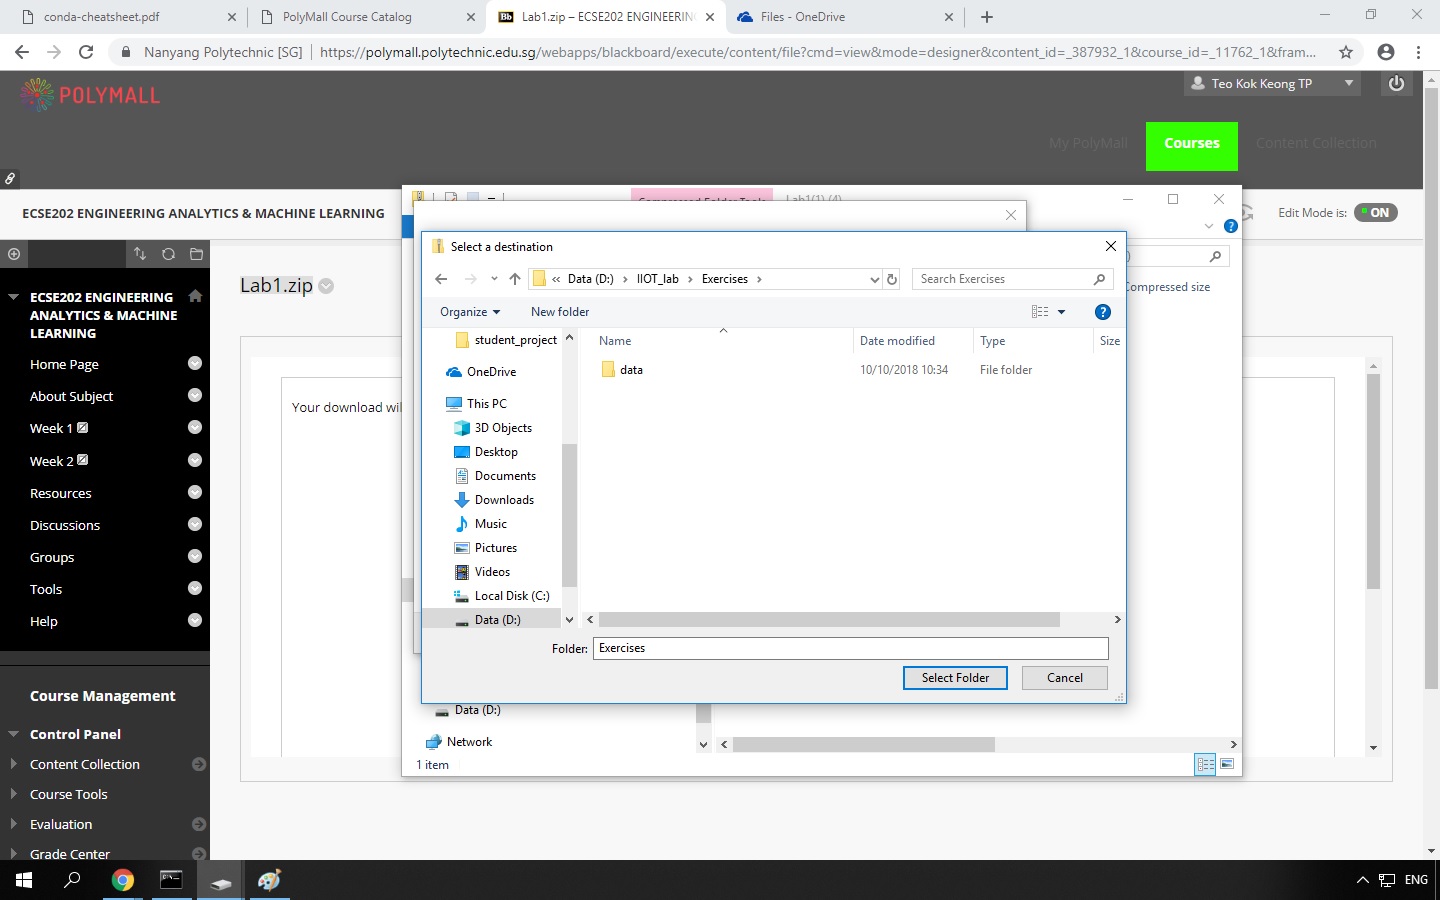 conda-cheatsheet.pdf
PolyMall Course Catalog
Lab1.zip – ECSE202 ENGINEERIN
Files - OneDrive
Nanyang Polytechnic [SG]
https://polymall.polytechnic.edu.sg/webapps/blackboard/execute/content/file?cmd=view&mode=designer&content_id=_387932_1&course_id=_11762_1&fram...
POLYMALL
Teo Kok Keong TP
My PolyMall
Courses
Content Collection
ECSE202 ENGINEERING ANALYTICS & MACHINE LEARNING
Edit Mode is:
ON
ECSE202 ENGINEERING
ANALYTICS & MACHINE
LEARNING
Home Page
About Subject
Week 1
Week 2
Resources
Discussions
Groups
Tools
Help
Course Management
Control Panel
Content Collection
Course Tools
Evaluation
Grade Center
Lab1.zip
Your download wil
Compressed Folder Tools
Lab1(1) (4)
Compressed size
Select a destination
« Data (D:) > IIOT_lab > Exercises >
Search Exercises
Organize
New folder
student_project
OneDrive
This PC
3D Objects
Desktop
Documents
Downloads
Music
Pictures
Videos
Local Disk (C:)
Data (D:)
Name
Date modified
Type
Size
data
10/10/2018 10:34
File folder
Folder:
Exercises
Select Folder
Cancel
Data (D:)
Network
1 item
ENG